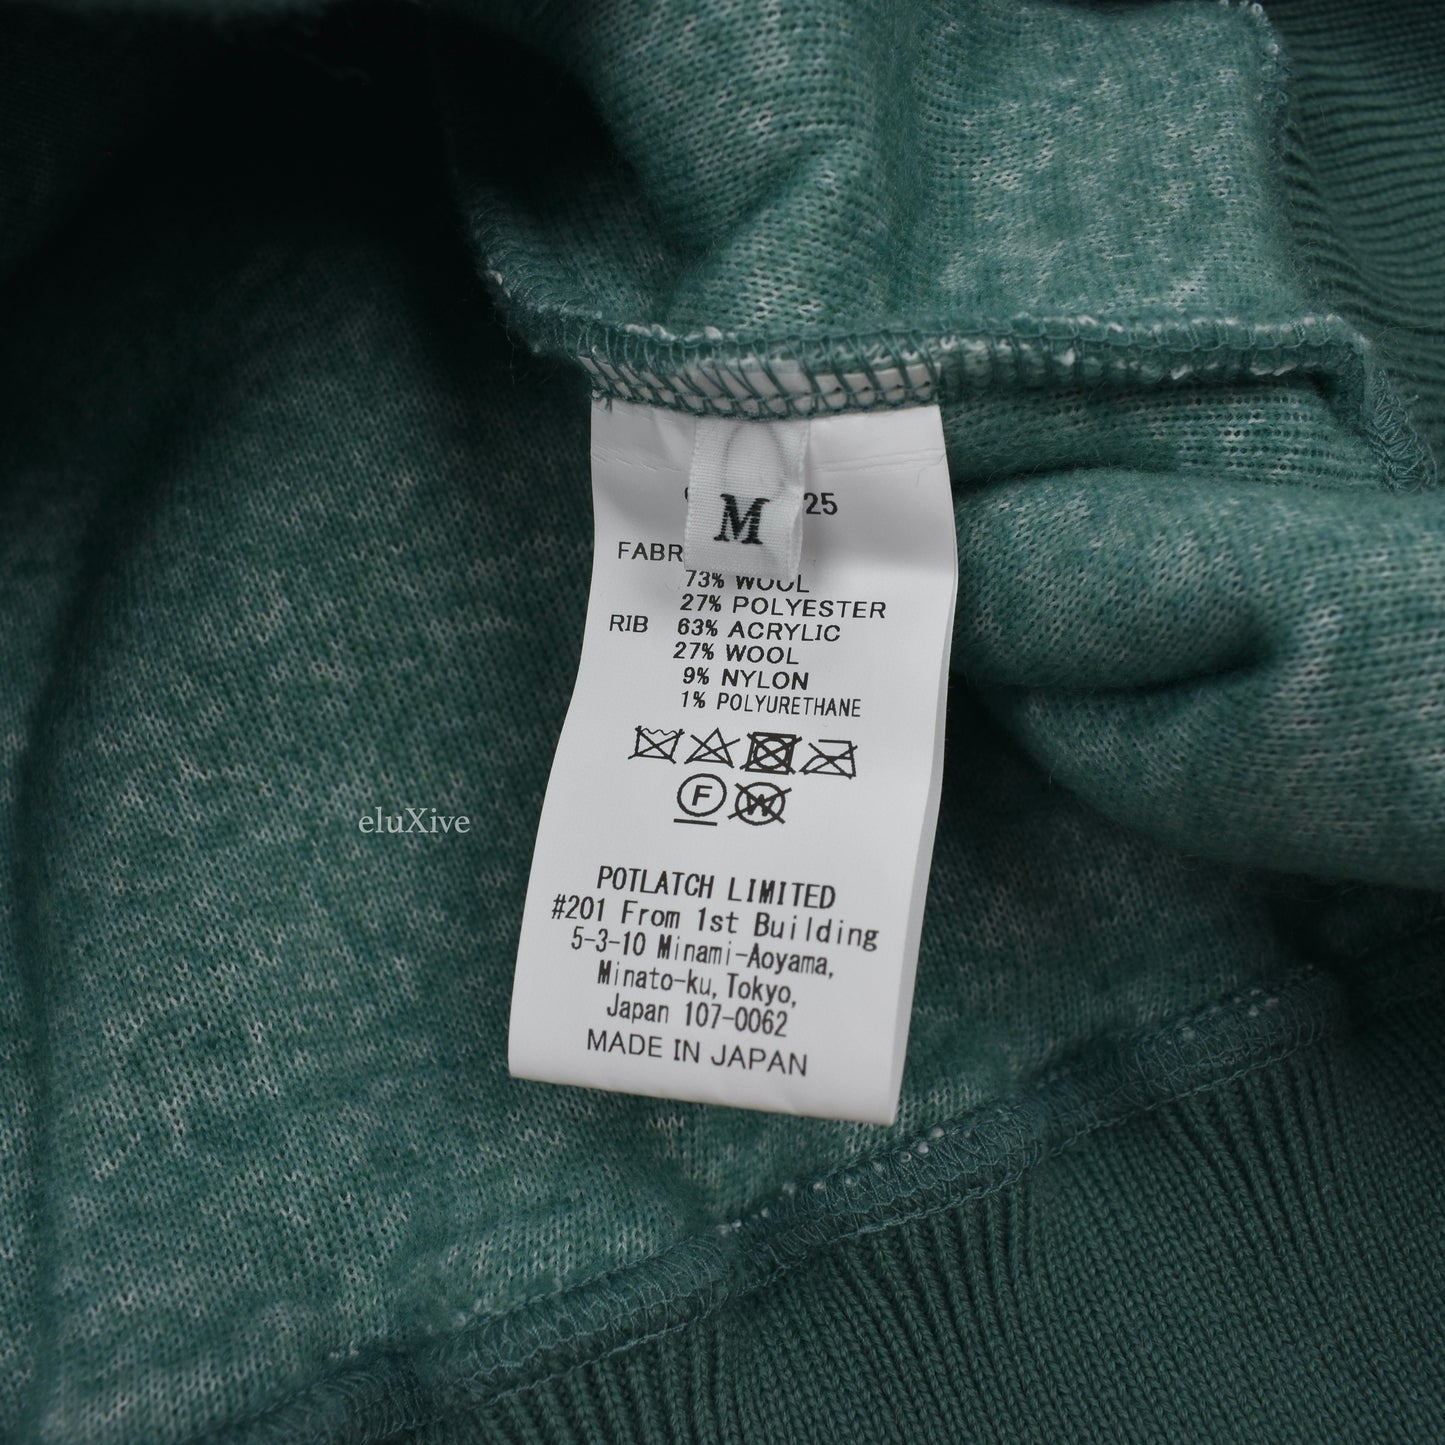 M
25
FABR
73% WOOL
27% POLYESTER
RIB 63% ACRYLIC
27% WOOL
9% NYLON
1% POLYURETHANE
F W
eluXive
POTLATCH LIMITED
#201 From 1st Building
5-3-10 Minami-Aoyama,
Minato-ku, Tokyo,
Japan 107-0062
MADE IN JAPAN